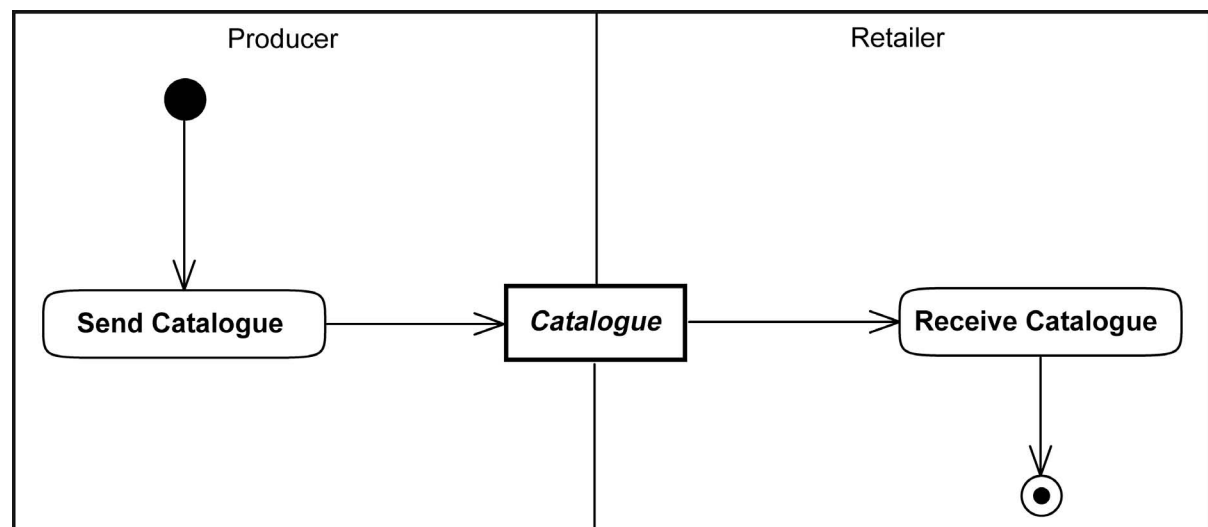 Producer
Retailer
Send Catalogue
Catalogue
Receive Catalogue